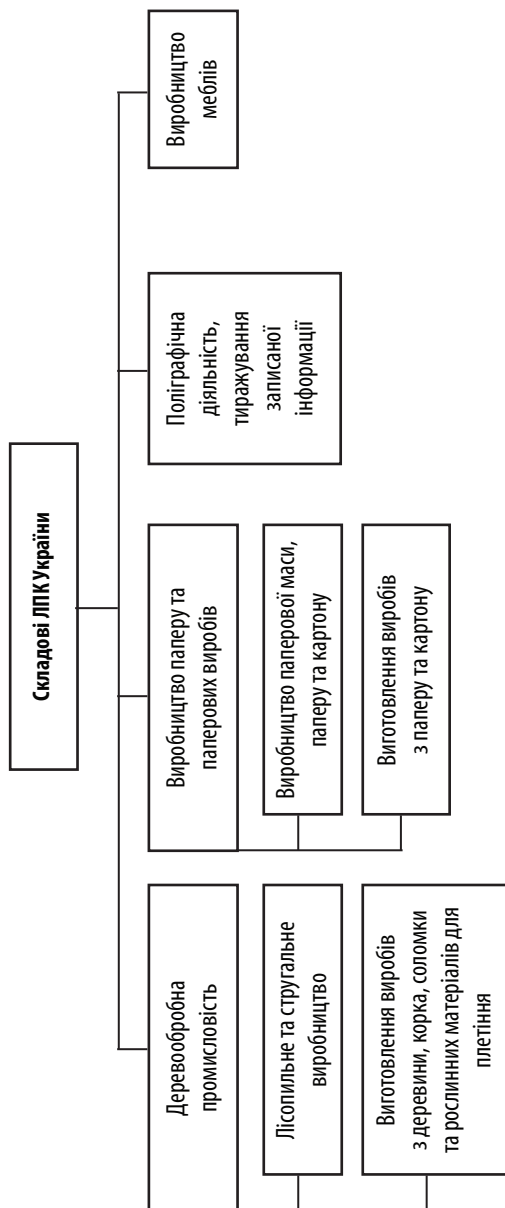 Складові ЛПК України
Деревообробна
промисловість
Лісопильне та стругальне
виробництво
Виготовлення виробів
з деревини, корка, соломки
та рослинних матеріалів для
плетіння
Виробництво паперу та
паперових виробів
Виробництво паперової маси,
паперу та картону
Виготовлення виробів
з паперу та картону
Поліграфічна
діяльність,
тиражування
записаної
інформації
Виробництво
меблів